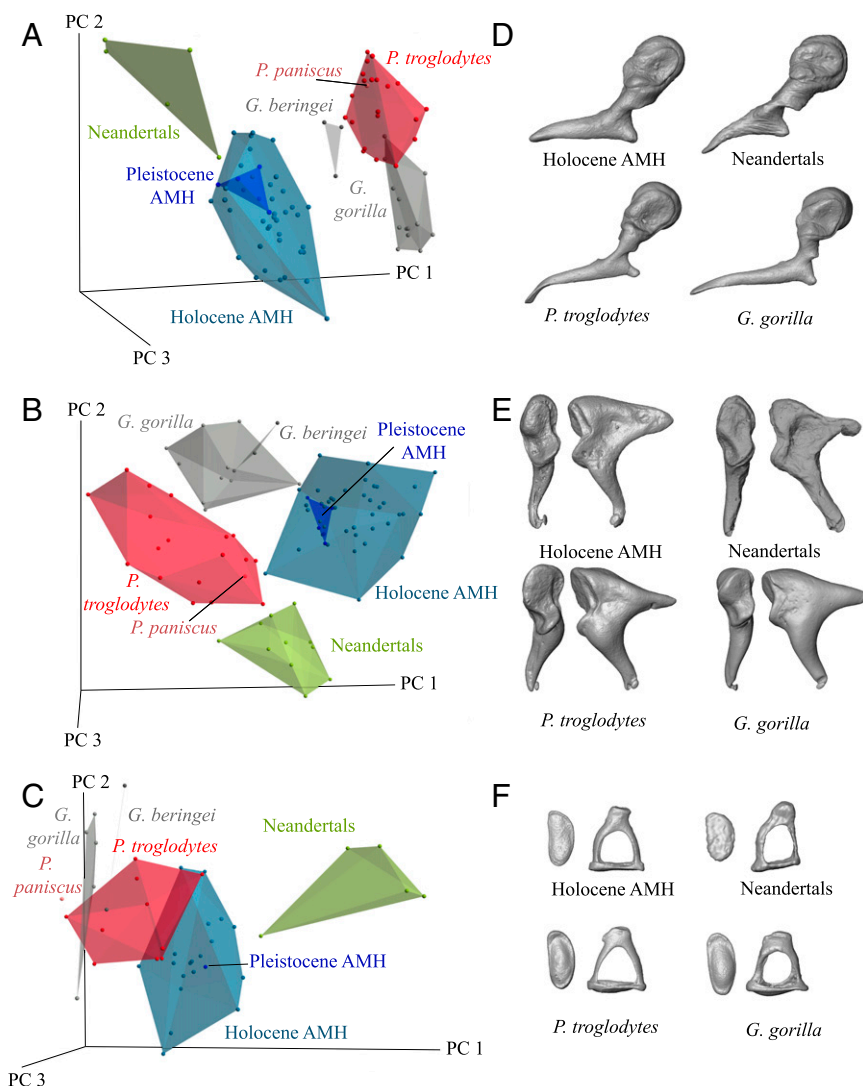 A
PC 2
P. troglodytes
P. paniscus
G. beringei
Neandertals
Pleistocene
AMH
G.
gorilla
PC 1
Holocene AMH
PC 3
D
Holocene AMH
Neandertals
P. troglodytes
G. gorilla
B
PC 2
G. gorilla
G. beringei
Pleistocene
AMH
Holocene AMH
P.
troglodytes
P. paniscus
Neandertals
PC 1
PC 3
E
Holocene AMH
Neandertals
P. troglodytes
G. gorilla
C
PC 2
G.
gorilla
G. beringei
P. troglodytes
P.
paniscus
Neandertals
Pleistocene AMH
Holocene AMH
PC 1
PC 3
F
Holocene AMH
Neandertals
P. troglodytes
G. gorilla